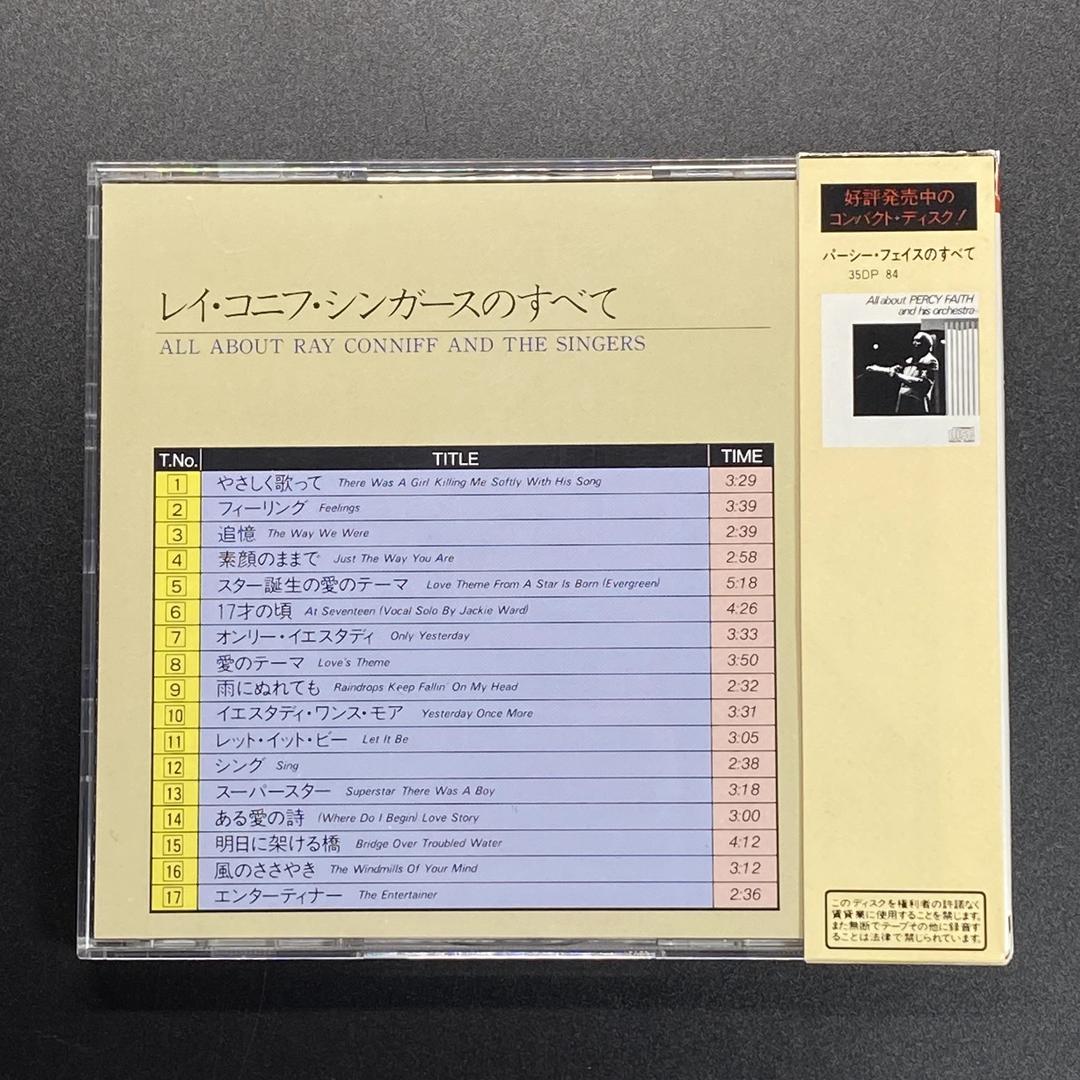 レイ・コニフ・シンガースのすべて
ALL ABOUT RAY CONNIFF AND THE SINGERS
T.No. TITLE TIME
1 やさしく歌って There Was A Girl Killing Me Softly With His Song 3:29
2 フィーリング Feelings 3:39
3 追憶 The Way We Were 2:39
4 素顔のままで Just The Way You Are 2:58
5 スター誕生の愛のテーマ Love Theme From A Star Is Born (Evergreen) 5:18
6 17才の頃 At Seventeen (Vocal Solo By Jackie Ward) 4:26
7 オンリー・イエスタディ Only Yesterday 3:33
8 愛のテーマ Love's Theme 3:50
9 雨にぬれても Raindrops Keep Fallin' On My Head 2:32
10 イエスタディ・ワンス・モア Yesterday Once More 3:31
11 レット・イット・ビー Let It Be 3:05
12 シング Sing 2:38
13 スーパースター Superstar There Was A Boy 3:18
14 ある愛の詩 (Where Do I Begin) Love Story 3:00
15 明日に架ける橋 Bridge Over Troubled Water 4:12
16 風のささやき The Windmills Of Your Mind 3:12
17 エンターティナー The Entertainer 2:36
好評発売中の
コンパクト・ディスク!
パーシー・フェイスのすべて
35DP 84
All about PERCY FAITH
and his orchestra
このディスクを権利者の許諾なく
賃貸業に使用することを禁じます。
また無断でテープその他に録音す
ることは法律で禁じられています。